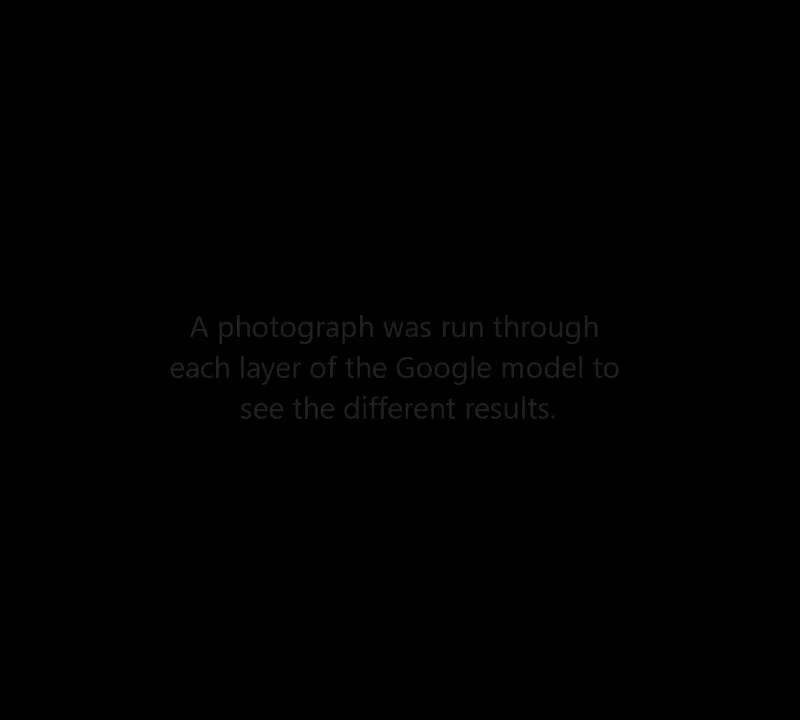 A photograph was run through
each layer of the Google model to
see the different results.